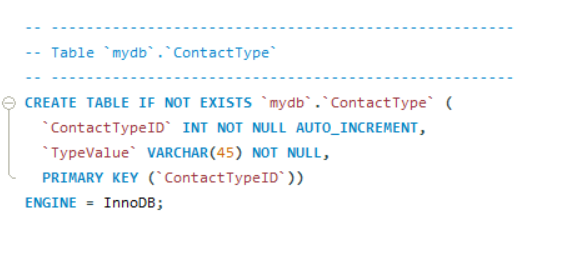 -- -----------------------------------------------------
-- Table `mydb`.`ContactType`
-- -----------------------------------------------------
CREATE TABLE IF NOT EXISTS `mydb`.`ContactType` (
  `ContactTypeID` INT NOT NULL AUTO_INCREMENT,
  `TypeValue` VARCHAR(45) NOT NULL,
  PRIMARY KEY (`ContactTypeID`))
ENGINE = InnoDB;